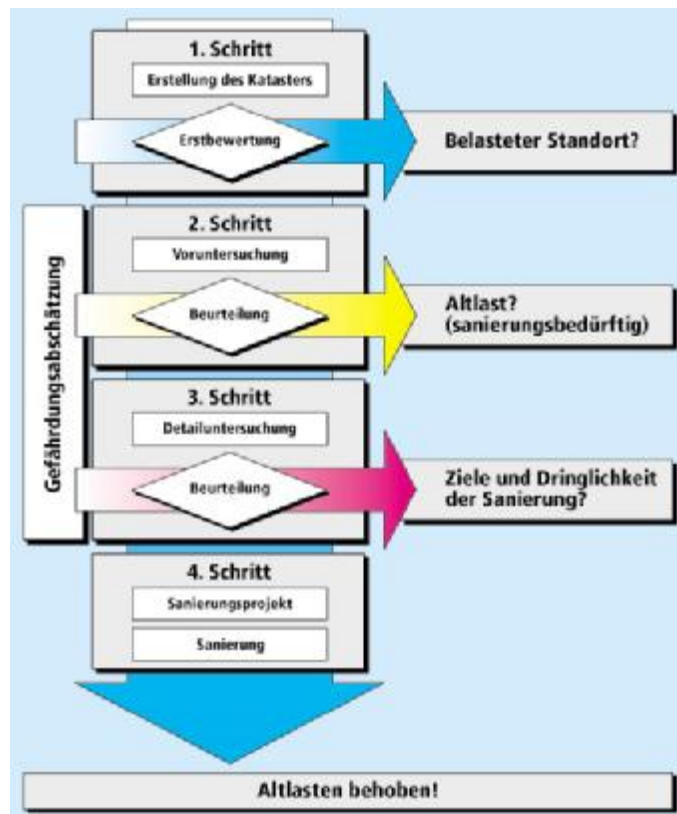 1. Schritt
Erstellung des Katasters
Erstbewertung
Belasteter Standort?
Gefährdungsabschätzung
2. Schritt
Voruntersuchung
Beurteilung
Altlast?
(sanierungsbedürftig)
3. Schritt
Detailuntersuchung
Beurteilung
Ziele und Dringlichkeit
der Sanierung?
4. Schritt
Sanierungsprojekt
Sanierung
Altlasten behoben!